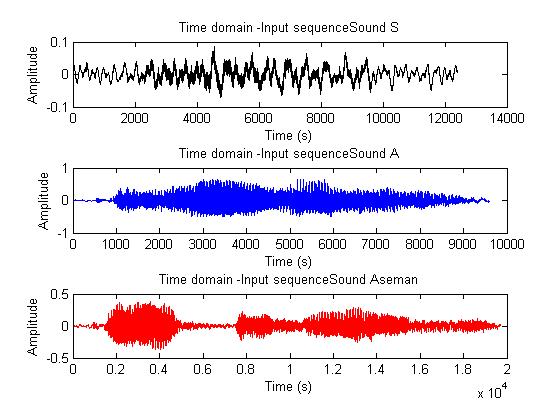 Time domain -Input sequenceSound S
0.1
0
-0.1
Amplitude
0 2000 4000 6000 8000 10000 12000 14000
Time (s)
Time domain -Input sequenceSound A
1
0
-1
Amplitude
0 1000 2000 3000 4000 5000 6000 7000 8000 9000 10000
Time (s)
Time domain -Input sequenceSound Aseman
0.5
0
-0.5
Amplitude
0 0.2 0.4 0.6 0.8 1 1.2 1.4 1.6 1.8 2
Time (s)
x 10^4